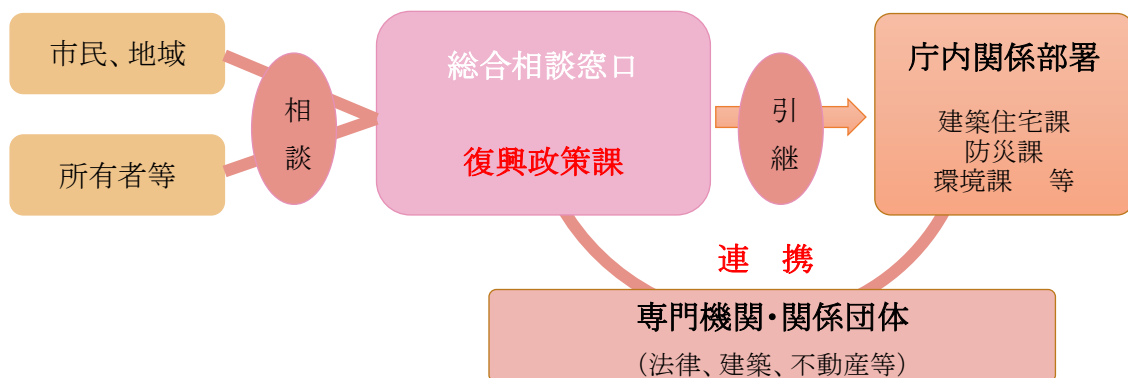 市民、地域
所有者等
相談
総合相談窓口
復興政策課
引継
庁内関係部署
建築住宅課
防災課
環境課 等
連 携
専門機関・関係団体
(法律、建築、不動産等)